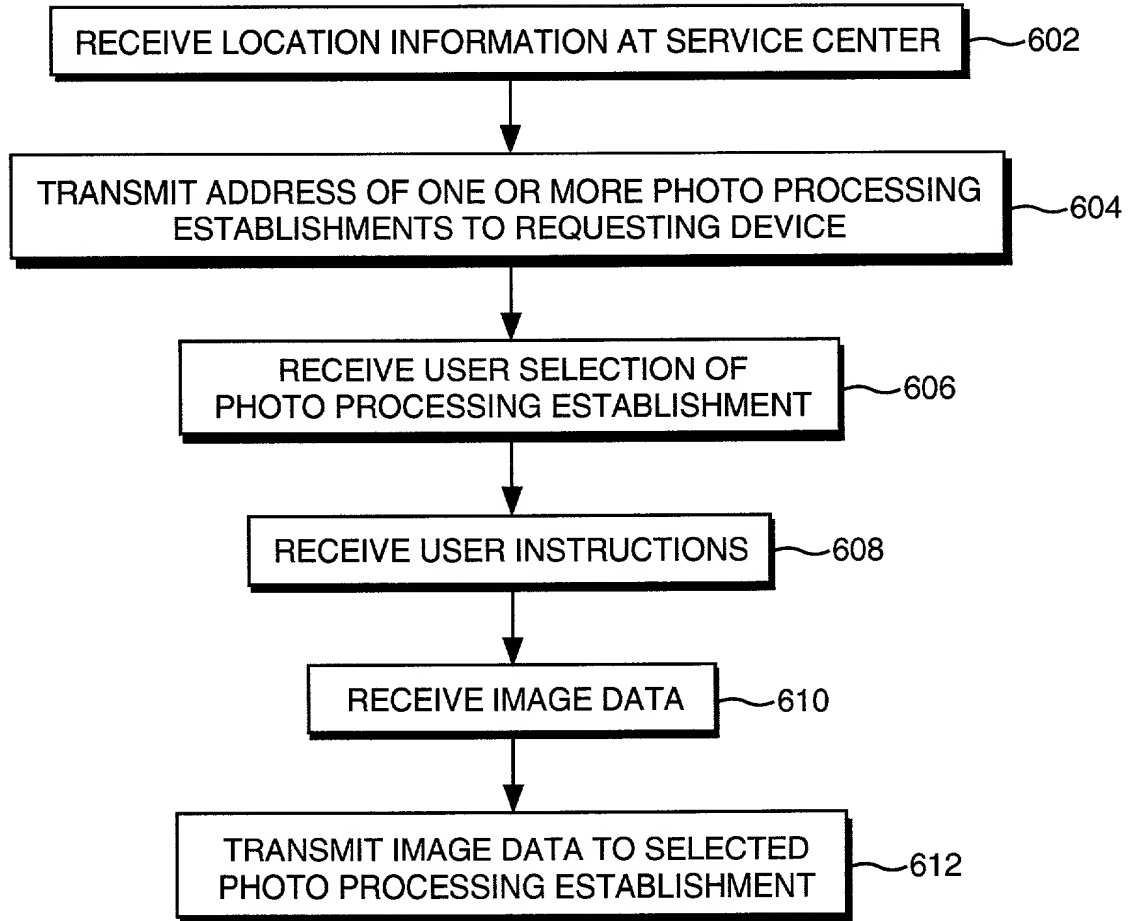 RECEIVE LOCATION INFORMATION AT SERVICE CENTER
602
TRANSMIT ADDRESS OF ONE OR MORE PHOTO PROCESSING
ESTABLISHMENTS TO REQUESTING DEVICE
604
RECEIVE USER SELECTION OF
PHOTO PROCESSING ESTABLISHMENT
606
RECEIVE USER INSTRUCTIONS
608
RECEIVE IMAGE DATA
610
TRANSMIT IMAGE DATA TO SELECTED
PHOTO PROCESSING ESTABLISHMENT
612